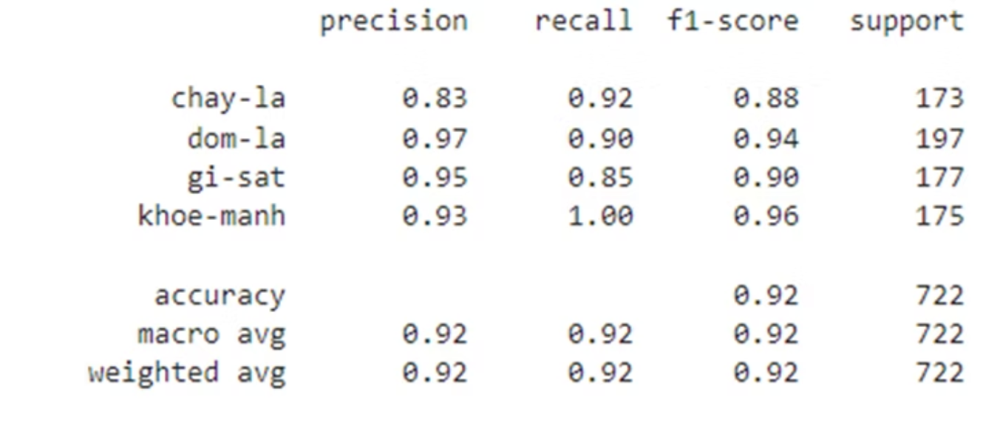 precision recall f1-score support
chay-la 0.83 0.92 0.88 173
dom-la 0.97 0.90 0.94 197
gi-sat 0.95 0.85 0.90 177
khoe-manh 0.93 1.00 0.96 175
accuracy 0.92 722
macro avg 0.92 0.92 0.92 722
weighted avg 0.92 0.92 0.92 722